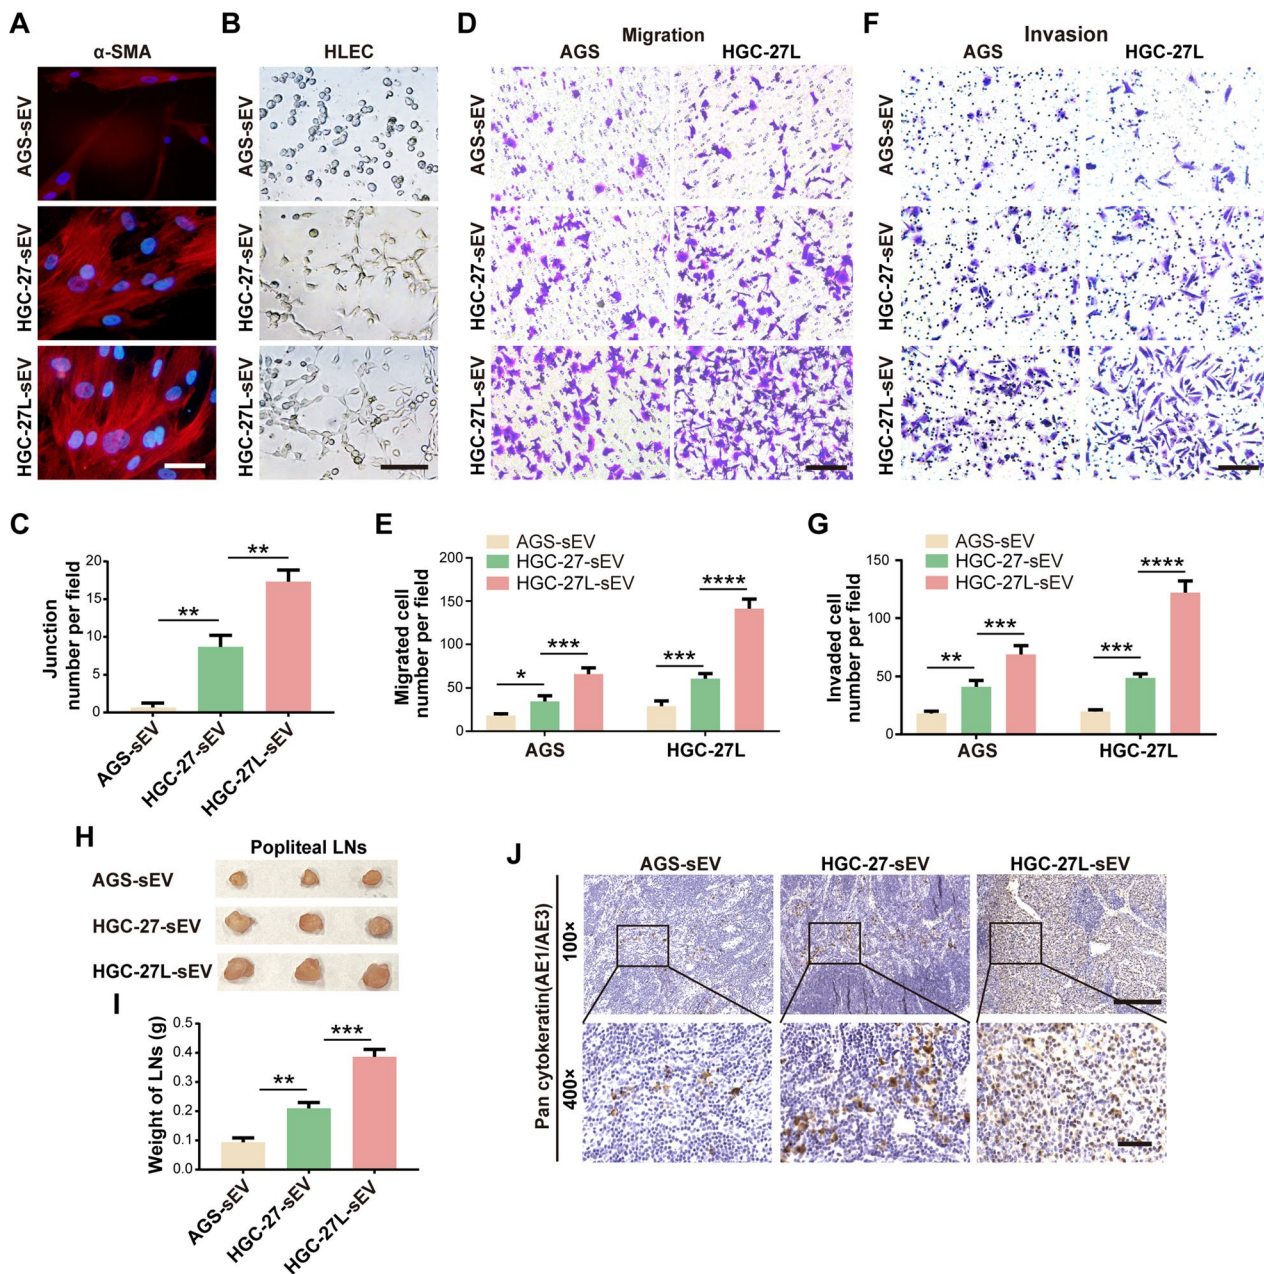 A
α-SMA
AGS-sEV
HGC-27-sEV
HGC-27L-sEV
B
HLEC
AGS-sEV
HGC-27-sEV
HGC-27L-sEV
D
Migration
AGS
HGC-27L
AGS-sEV
HGC-27-sEV
HGC-27L-sEV
F
Invasion
AGS
HGC-27L
AGS-sEV
HGC-27-sEV
HGC-27L-sEV
C
Junction
number per field
20
15
10
5
0
**
**
AGS-sEV
HGC-27-sEV
HGC-27L-sEV
E
Migrated cell
number per field
200
150
100
50
0
AGS-sEV
HGC-27-sEV
HGC-27L-sEV
*
***
***
****
AGS
HGC-27L
G
Invaded cell
number per field
150
100
50
0
AGS-sEV
HGC-27-sEV
HGC-27L-sEV
**
***
***
****
AGS
HGC-27L
H
Popliteal LNs
AGS-sEV
HGC-27-sEV
HGC-27L-sEV
I
Weight of LNs (g)
0.5
0.4
0.3
0.2
0.1
0.0
**
***
AGS-sEV
HGC-27-sEV
HGC-27L-sEV
J
AGS-sEV
HGC-27-sEV
HGC-27L-sEV
Pan cytokeratin(AE1/AE3)
100×
400×